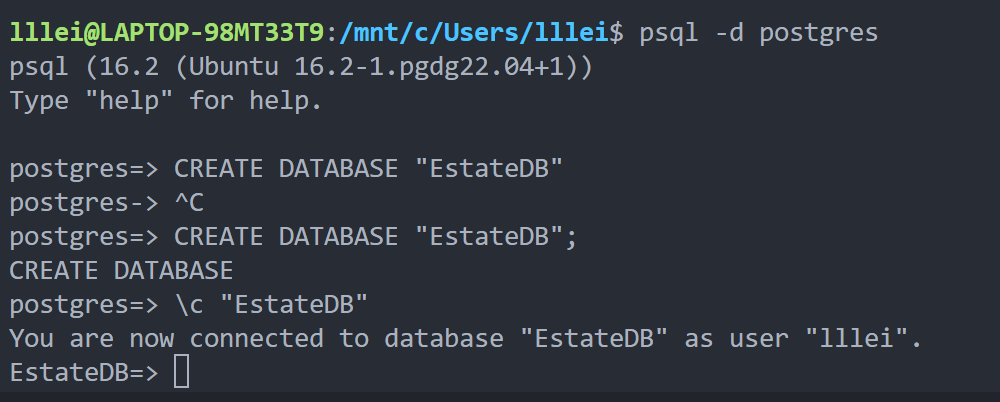 lllei@LAPTOP-98MT33T9:/mnt/c/Users/lllei$ psql -d postgres
psql (16.2 (Ubuntu 16.2-1.pgdg22.04+1))
Type "help" for help.
postgres=> CREATE DATABASE "EstateDB"
postgres-> ^C
postgres=> CREATE DATABASE "EstateDB";
CREATE DATABASE
postgres=> \c "EstateDB"
You are now connected to database "EstateDB" as user "lllei".
EstateDB=>